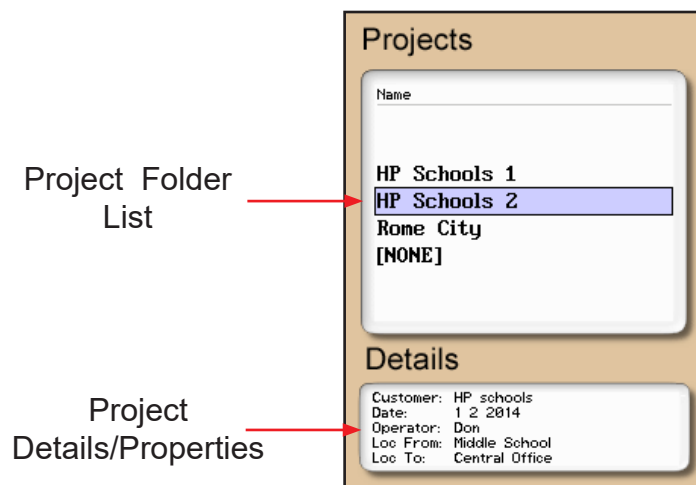 Projects
Name
HP Schools 1
HP Schools 2
Rome City
[NONE]
Project Folder
List
Details
Customer: HP schools
Date: 1 2 2014
Operator: Don
Loc From: Middle School
Loc To: Central Office
Project
Details/Properties